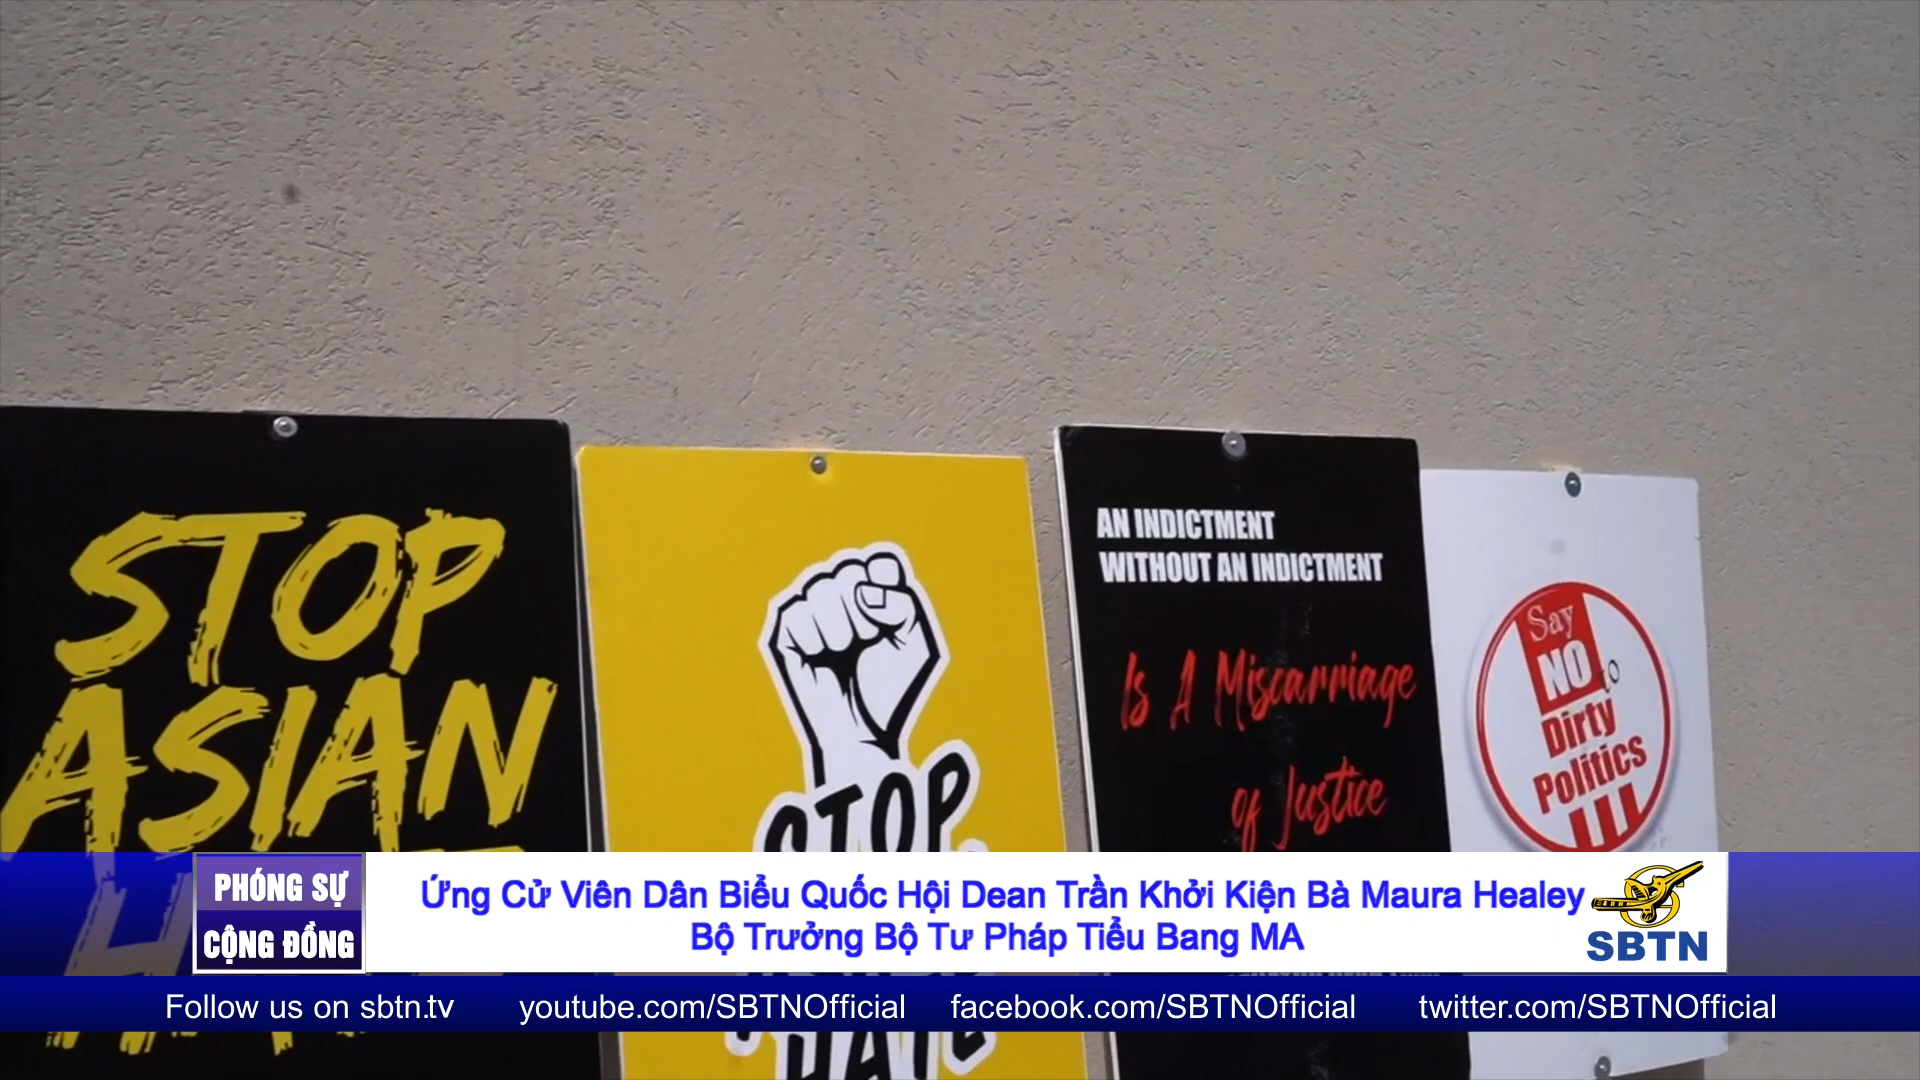 STOP
ASIAN
STOP
HATE
AN INDICTMENT
WITHOUT AN INDICTMENT
Is A Miscarriage
of Justice
Say
NO to
Dirty
Politics
!!!
PHÓNG SỰ
CỘNG ĐỒNG
Ứng Cử Viên Dân Biểu Quốc Hội Dean Trần Khởi Kiện Bà Maura Healey
Bộ Trưởng Bộ Tư Pháp Tiểu Bang MA
SBTN
Follow us on sbtn.tv youtube.com/SBTNOfficial facebook.com/SBTNOfficial twitter.com/SBTNOfficial